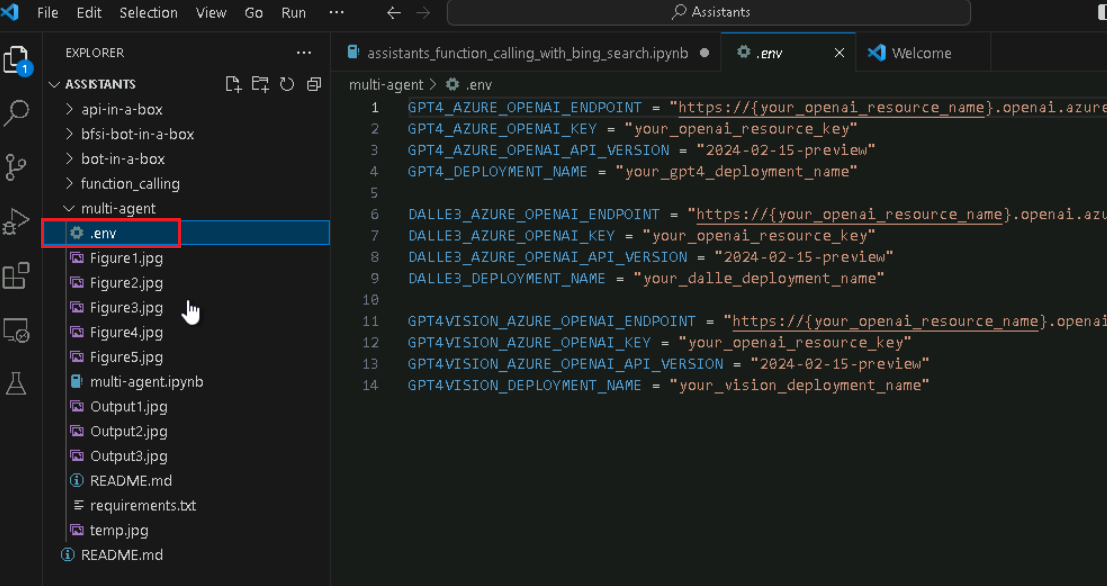 File Edit Selection View Go Run ···
Assistants
EXPLORER ···
1
ASSISTANTS
api-in-a-box
bfsi-bot-in-a-box
bot-in-a-box
function_calling
multi-agent
.env
Figure1.jpg
Figure2.jpg
Figure3.jpg
Figure4.jpg
Figure5.jpg
multi-agent.ipynb
Output1.jpg
Output2.jpg
Output3.jpg
README.md
requirements.txt
temp.jpg
README.md
assistants_function_calling_with_bing_search.ipynb .env Welcome
multi-agent > .env
1 GPT4_AZURE_OPENAI_ENDPOINT = "https://{your_openai_resource_name}.openai.azure
2 GPT4_AZURE_OPENAI_KEY = "your_openai_resource_key"
3 GPT4_AZURE_OPENAI_API_VERSION = "2024-02-15-preview"
4 GPT4_DEPLOYMENT_NAME = "your_gpt4_deployment_name"
5
6 DALLE3_AZURE_OPENAI_ENDPOINT = "https://{your_openai_resource_name}.openai.azu
7 DALLE3_AZURE_OPENAI_KEY = "your_openai_resource_key"
8 DALLE3_AZURE_OPENAI_API_VERSION = "2024-02-15-preview"
9 DALLE3_DEPLOYMENT_NAME = "your_dalle_deployment_name"
10
11 GPT4VISION_AZURE_OPENAI_ENDPOINT = "https://{your_openai_resource_name}.openai
12 GPT4VISION_AZURE_OPENAI_KEY = "your_openai_resource_key"
13 GPT4VISION_AZURE_OPENAI_API_VERSION = "2024-02-15-preview"
14 GPT4VISION_DEPLOYMENT_NAME = "your_vision_deployment_name"